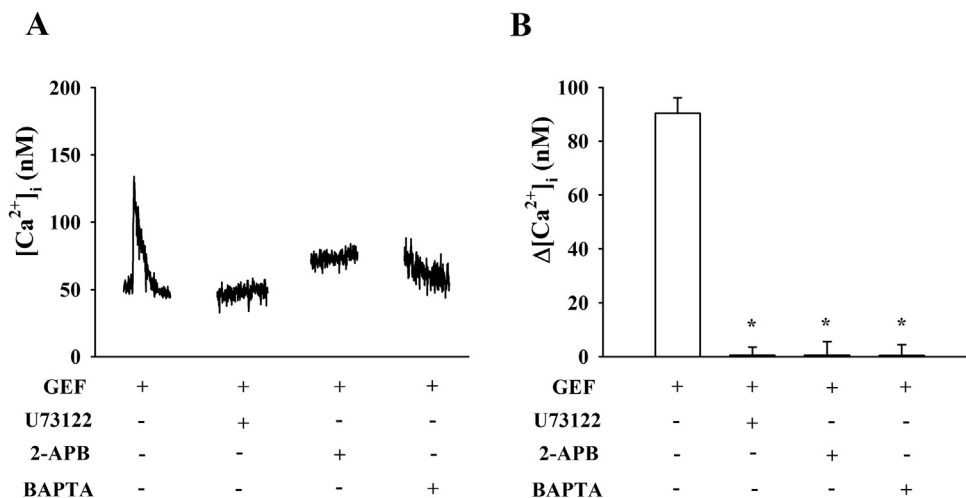 A
[Ca²⁺]ᵢ (nM)
200
150
100
50
0
GEF + + + +
U73122 - + - -
2-APB - - + -
BAPTA - - - +
B
Δ[Ca²⁺]ᵢ (nM)
100
80
60
40
20
0
* * *
GEF + + + +
U73122 - + - -
2-APB - - + -
BAPTA - - - +